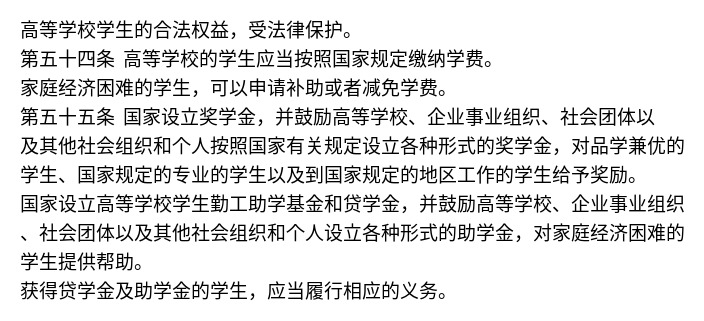 高等学校学生的合法权益，受法律保护。
第五十四条 高等学校的学生应当按照国家规定缴纳学费。
家庭经济困难的学生，可以申请补助或者减免学费。
第五十五条 国家设立奖学金，并鼓励高等学校、企业事业组织、社会团体以
及其他社会组织和个人按照国家有关规定设立各种形式的奖学金，对品学兼优的
学生、国家规定的专业的学生以及到国家规定的地区工作的学生给予奖励。
国家设立高等学校学生勤工助学基金和贷学金，并鼓励高等学校、企业事业组织
、社会团体以及其他社会组织和个人设立各种形式的助学金，对家庭经济困难的
学生提供帮助。
获得贷学金及助学金的学生，应当履行相应的义务。